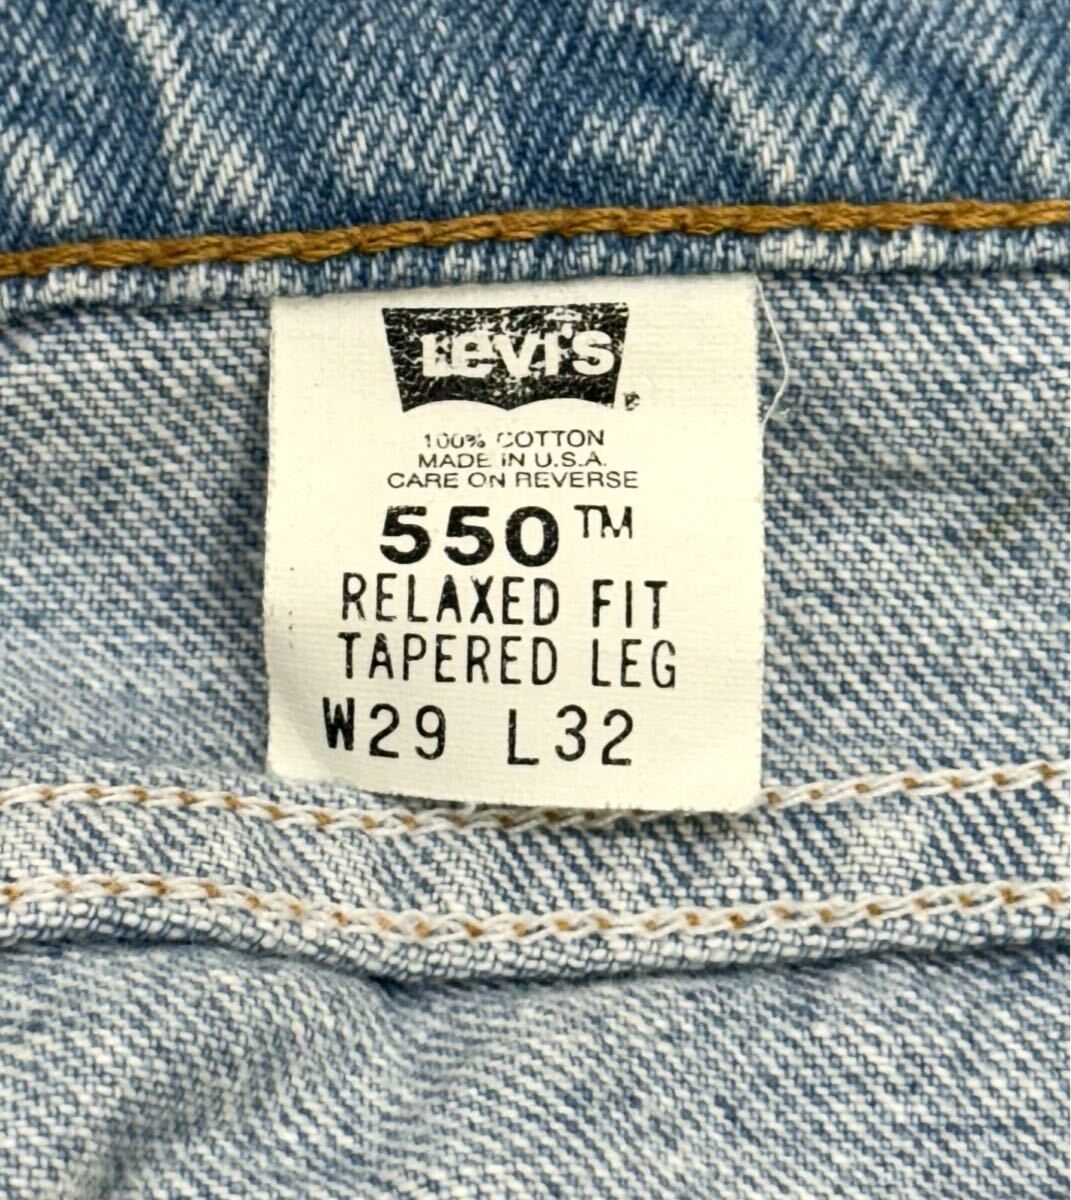 Levi's ®
100% COTTON
MADE IN U.S.A.
CARE ON REVERSE
550™
RELAXED FIT
TAPERED LEG
W29 L32